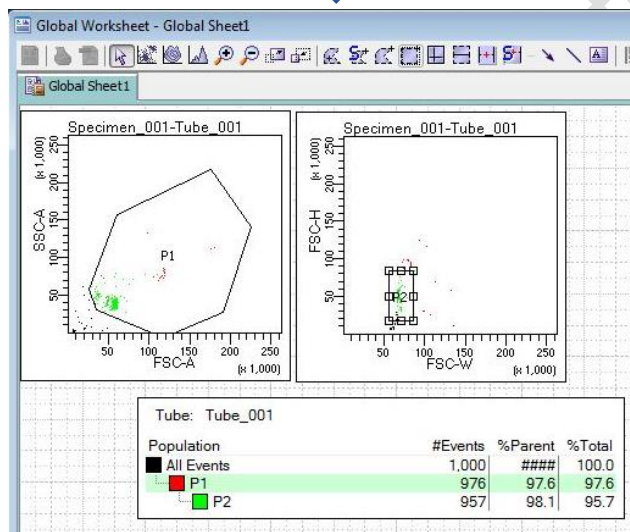 Global Worksheet - Global Sheet1
Global Sheet1
Specimen_001-Tube_001
SSC-A
(x 1,000)
50 100 150 200 250
P1
50 100 150 200 250
FSC-A
(x 1,000)
Specimen_001-Tube_001
FSC-H
(x 1,000)
50 100 150 200 250
P2
50 100 150 200 250
FSC-W
(x 1,000)
Tube: Tube_001
Population #Events %Parent %Total
All Events 1,000 #### 100.0
P1 976 97.6 97.6
P2 957 98.1 95.7